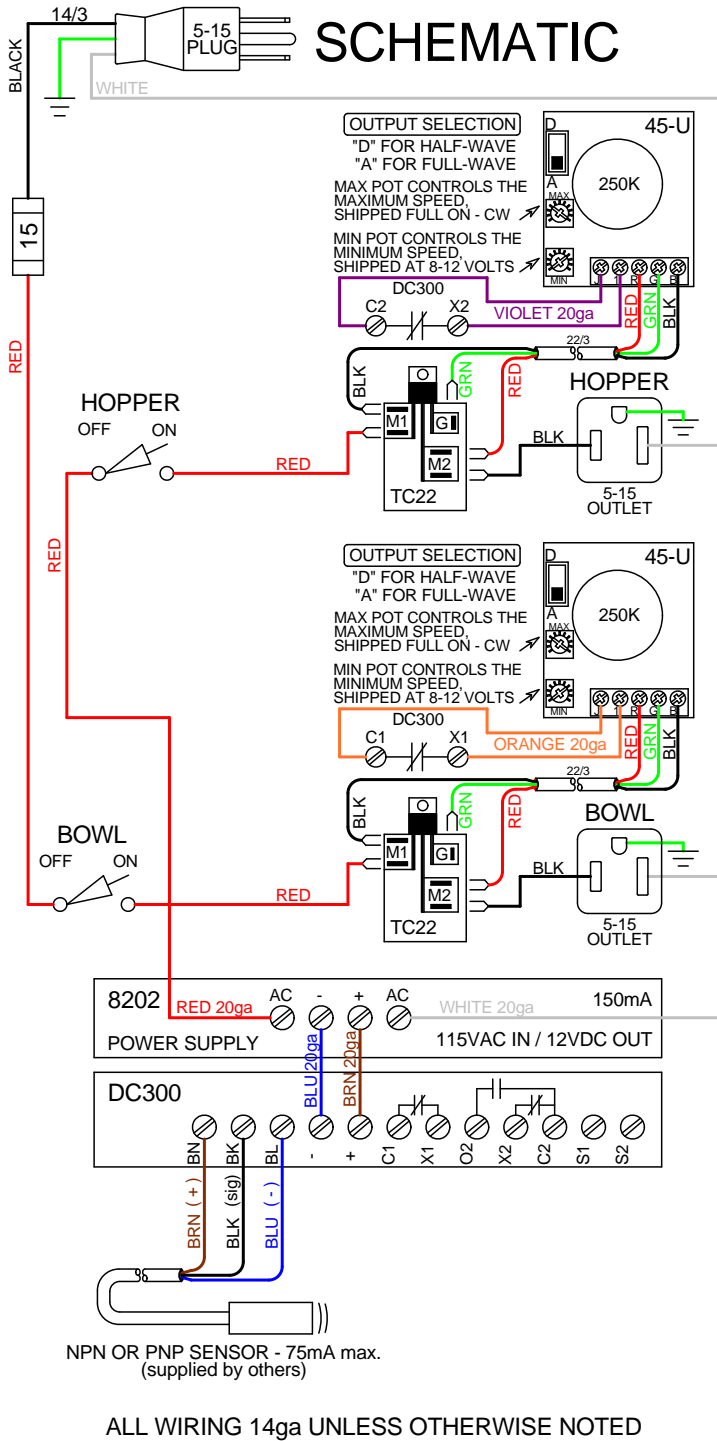 14/3
5-15
PLUG
SCHEMATIC
BLACK
WHITE
OUTPUT SELECTION
"D" FOR HALF-WAVE
"A" FOR FULL-WAVE
MAX POT CONTROLS THE
MAXIMUM SPEED,
SHIPPED FULL ON - CW
MIN POT CONTROLS THE
MINIMUM SPEED,
SHIPPED AT 8-12 VOLTS
D
45-U
A
MAX
250K
MIN
J 1 R G B
15
DC300
C2
X2
VIOLET 20ga
RED
GRN
BLK
22/3
RED
HOPPER
OFF
ON
RED
BLK
GRN
RED
M1
G
M2
TC22
BLK
HOPPER
5-15
OUTLET
RED
OUTPUT SELECTION
"D" FOR HALF-WAVE
"A" FOR FULL-WAVE
MAX POT CONTROLS THE
MAXIMUM SPEED,
SHIPPED FULL ON - CW
MIN POT CONTROLS THE
MINIMUM SPEED,
SHIPPED AT 8-12 VOLTS
D
45-U
A
MAX
250K
MIN
J 1 R G B
DC300
C1
X1
ORANGE 20ga
RED
GRN
BLK
22/3
BOWL
OFF
ON
RED
BLK
GRN
RED
M1
G
M2
TC22
BLK
BOWL
5-15
OUTLET
8202
RED 20ga
AC
-
+
AC
WHITE 20ga
150mA
POWER SUPPLY
115VAC IN / 12VDC OUT
BLU 20ga
BRN 20ga
DC300
BN
BK
BL
-
+
C1
X1
O2
X2
C2
S1
S2
BRN ( + )
BLK (sig)
BLU ( - )
NPN OR PNP SENSOR - 75mA max.
(supplied by others)
ALL WIRING 14ga UNLESS OTHERWISE NOTED